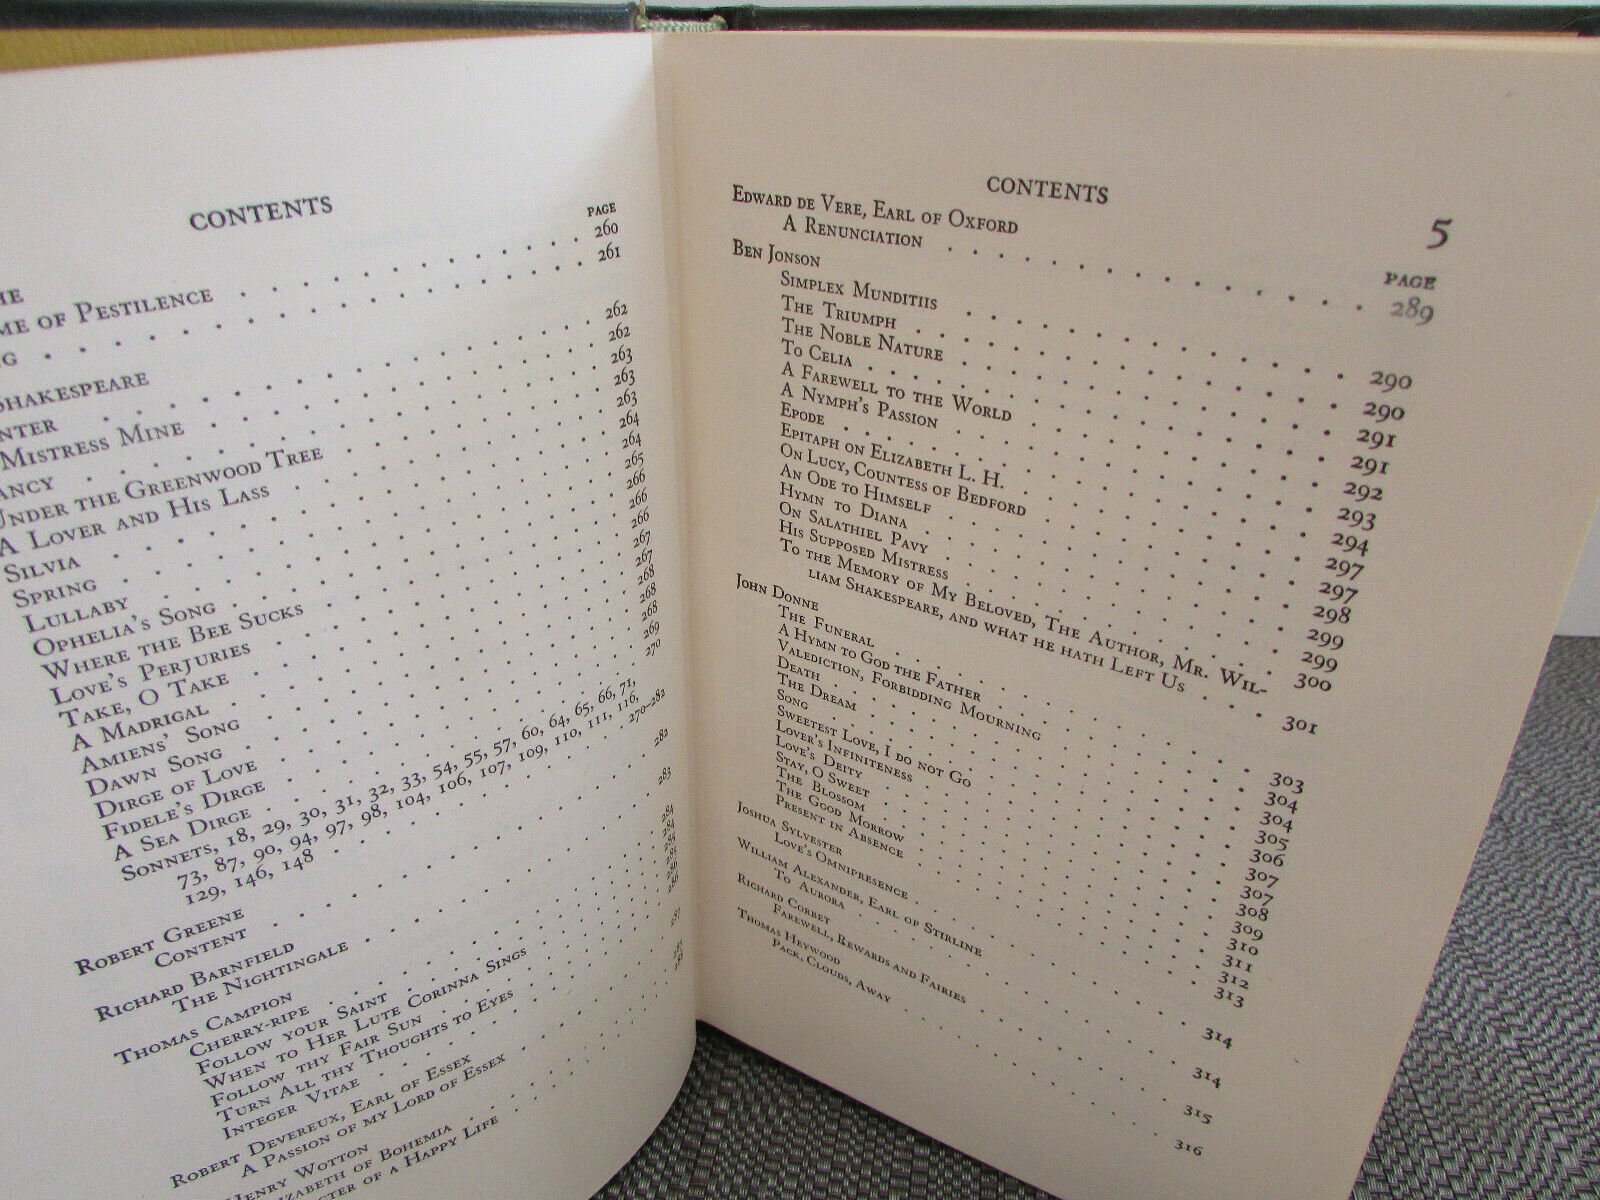 CONTENTS
PAGE
ME OF PESTILENCE . . . . . . . . . . 260
. . . . . . . . . . 261
SHAKESPEARE
NTER . . . . . . . . . . 262
MISTRESS MINE . . . . . . . . . . 262
ANCY . . . . . . . . . . 263
UNDER THE GREENWOOD TREE . . . . . . . . . . 263
A LOVER AND HIS LASS . . . . . . . . . . 263
SILVIA . . . . . . . . . . 264
SPRING . . . . . . . . . . 264
LULLABY . . . . . . . . . . 265
OPHELIA'S SONG . . . . . . . . . . 266
WHERE THE BEE SUCKS . . . . . . . . . . 266
LOVE'S PERJURIES . . . . . . . . . . 266
TAKE, O TAKE . . . . . . . . . . 267
A MADRIGAL . . . . . . . . . . 267
AMIENS' SONG . . . . . . . . . . 268
DAWN SONG . . . . . . . . . . 268
DIRGE OF LOVE . . . . . . . . . . 268
FIDELE'S DIRGE . . . . . . . . . . 269
A SEA DIRGE . . . . . . . . . . 270
SONNETS, 18, 29, 30, 31, 32, 33, 54, 55, 57, 60, 64, 65, 66, 71,
73, 87, 90, 94, 97, 98, 104, 106, 107, 109, 110, 111, 116,
129, 146, 148 . . . . . . . . . . 270–282
ROBERT GREENE
CONTENT . . . . . . . . . . 282
RICHARD BARNFIELD
THE NIGHTINGALE . . . . . . . . . . 283
THOMAS CAMPION
CHERRY-RIPE . . . . . . . . . . 284
FOLLOW YOUR SAINT . . . . . . . . . . 284
WHEN TO HER LUTE CORINNA SINGS . . . . . 285
FOLLOW THY FAIR SUN . . . . . . . . . . 285
TURN ALL THY THOUGHTS TO EYES . . . . . 286
INTEGER VITAE . . . . . . . . . . 286
ROBERT DEVEREUX, EARL OF ESSEX
A PASSION OF MY LORD OF ESSEX . . . . . 287
HENRY WOTTON
ELIZABETH OF BOHEMIA
OF A HAPPY LIFE
CONTENTS
5
EDWARD DE VERE, EARL OF OXFORD
PAGE
A RENUNCIATION . . . . . . . . . . 289
BEN JONSON
SIMPLEX MUNDITIIS . . . . . . . . . . 290
THE TRIUMPH . . . . . . . . . . 290
THE NOBLE NATURE . . . . . . . . . . 291
TO CELIA . . . . . . . . . . 291
A FAREWELL TO THE WORLD . . . . . . . . . . 292
A NYMPH'S PASSION . . . . . . . . . . 293
EPODE . . . . . . . . . . 294
EPITAPH ON ELIZABETH L. H. . . . . . . . . . . 297
ON LUCY, COUNTESS OF BEDFORD . . . . . . . . . . 297
AN ODE TO HIMSELF . . . . . . . . . . 298
HYMN TO DIANA . . . . . . . . . . 299
ON SALATHIEL PAVY . . . . . . . . . . 299
HIS SUPPOSED MISTRESS . . . . . . . . . . 300
TO THE MEMORY OF MY BELOVED, THE AUTHOR, MR. WIL-
LIAM SHAKESPEARE, AND WHAT HE HATH LEFT US . . . 301
JOHN DONNE
THE FUNERAL . . . . . . . . . . 303
A HYMN TO GOD THE FATHER . . . . . . . . . . 304
VALEDICTION, FORBIDDING MOURNING . . . . . . . . . . 304
DEATH . . . . . . . . . . 305
THE DREAM . . . . . . . . . . 306
SONG . . . . . . . . . . 307
SWEETEST LOVE, I DO NOT GO . . . . . . . . . . 307
LOVER'S INFINITENESS . . . . . . . . . . 308
LOVE'S DEITY . . . . . . . . . . 309
STAY, O SWEET . . . . . . . . . . 310
THE BLOSSOM . . . . . . . . . . 311
THE GOOD MORROW . . . . . . . . . . 312
PRESENT IN ABSENCE . . . . . . . . . . 313
JOSHUA SYLVESTER
LOVE'S OMNIPRESENCE . . . . . . . . . . 314
WILLIAM ALEXANDER, EARL OF STIRLINE
TO AURORA . . . . . . . . . . 314
RICHARD CORBET
FAREWELL, REWARDS AND FAIRIES . . . . . . . . . . 315
THOMAS HEYWOOD
PACK, CLOUDS, AWAY . . . . . . . . . . 316